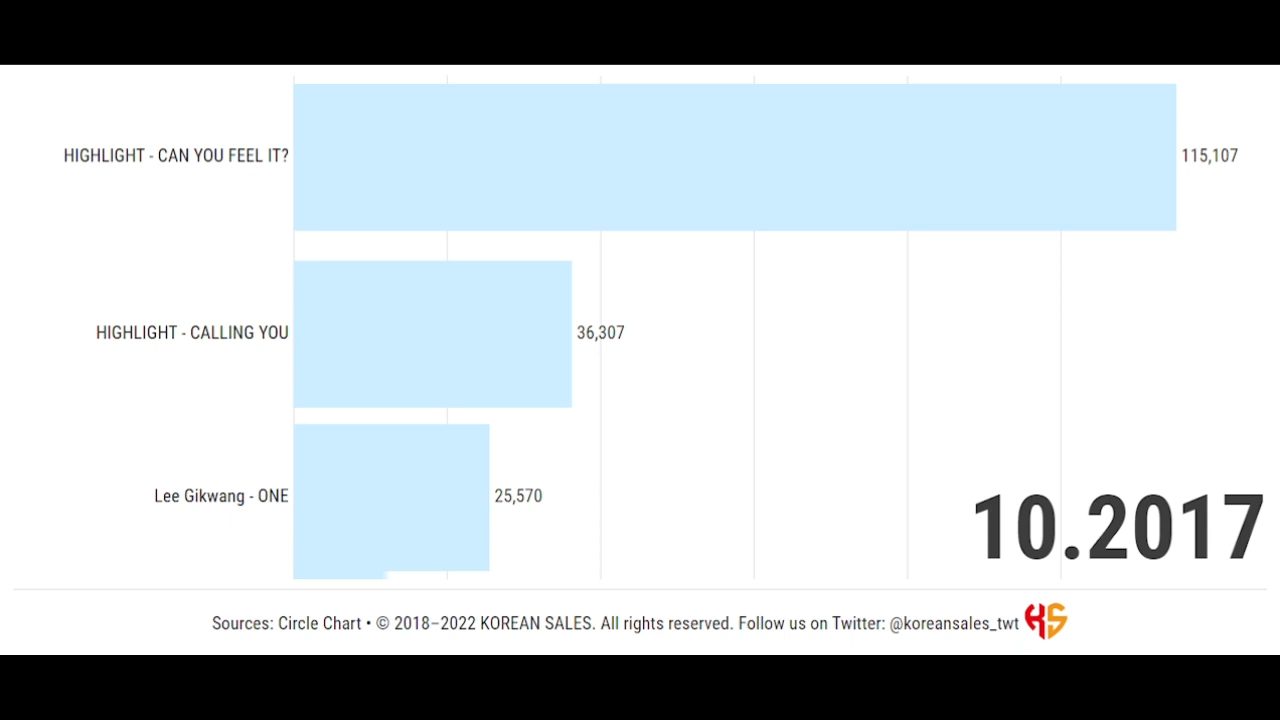 HIGHLIGHT - CAN YOU FEEL IT?
115,107
HIGHLIGHT - CALLING YOU
36,307
Lee Gikwang - ONE
25,570
10.2017
Sources: Circle Chart • © 2018–2022 KOREAN SALES. All rights reserved. Follow us on Twitter: @koreansales_twt KS